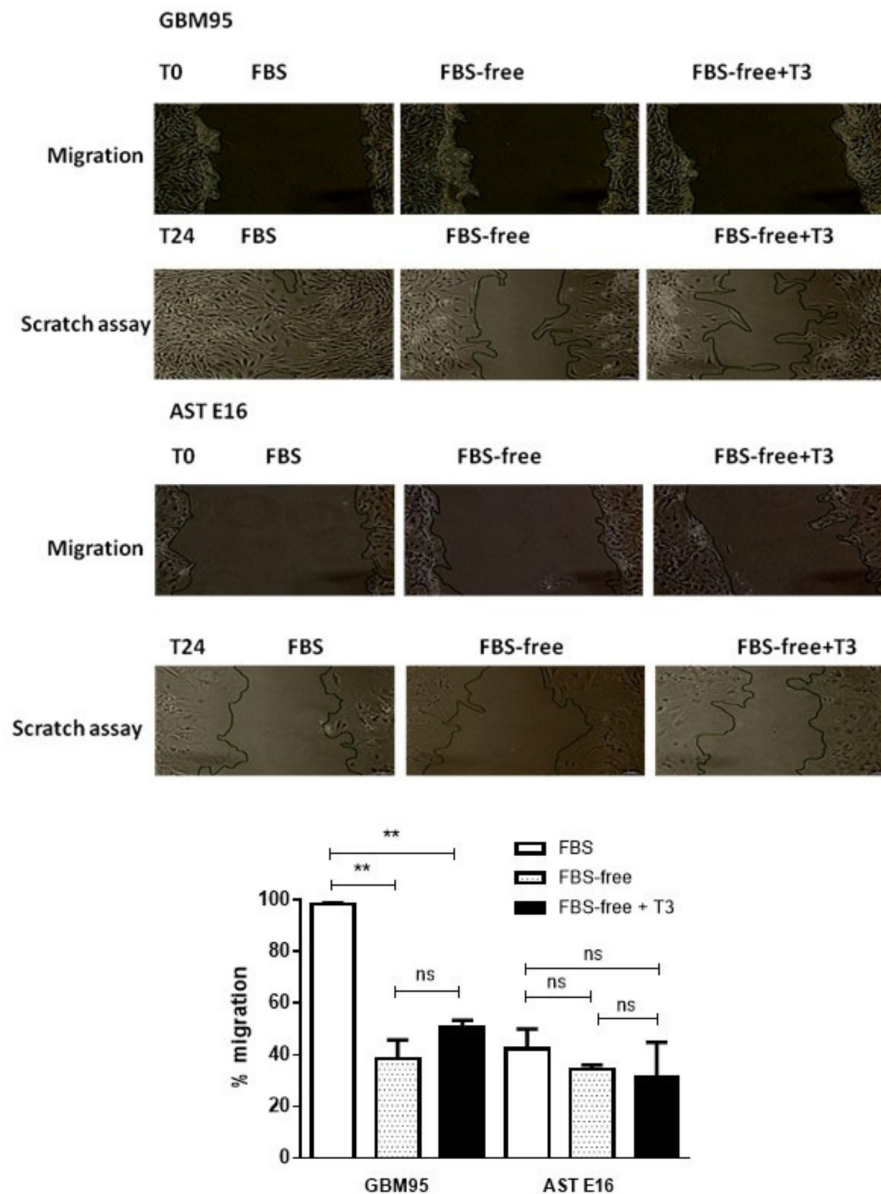 GBM95
T0 FBS FBS-free FBS-free+T3
Migration
T24 FBS FBS-free FBS-free+T3
Scratch assay
AST E16
T0 FBS FBS-free FBS-free+T3
Migration
T24 FBS FBS-free FBS-free+T3
Scratch assay
** FBS
** FBS-free
100 FBS-free + T3
80 ns
ns ns
60 ns
40
20
0
% migration
GBM95 AST E16